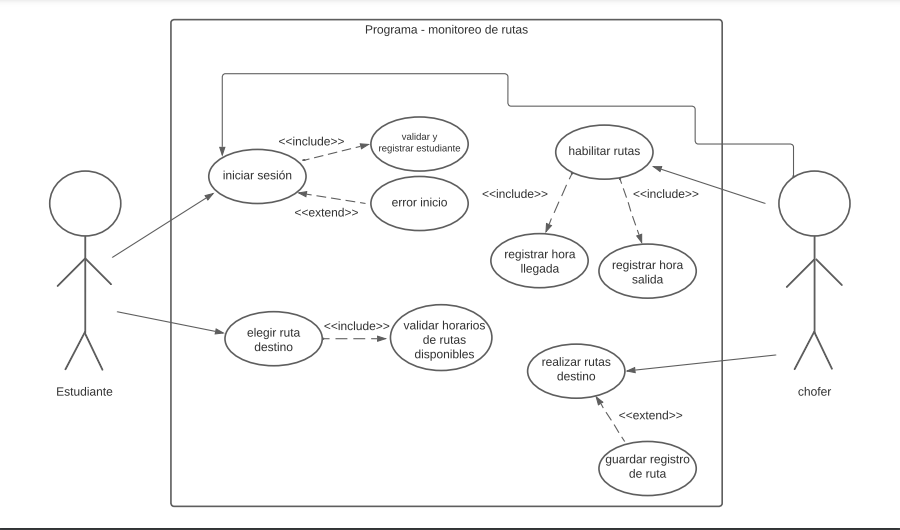 Programa - monitoreo de rutas
<<include>>
validar y
registrar estudiante
iniciar sesión
error inicio
<<extend>>
habilitar rutas
<<include>>
<<include>>
registrar hora
llegada
registrar hora
salida
elegir ruta
destino
<<include>>
validar horarios
de rutas
disponibles
realizar rutas
destino
<<extend>>
guardar registro
de ruta
Estudiante
chofer